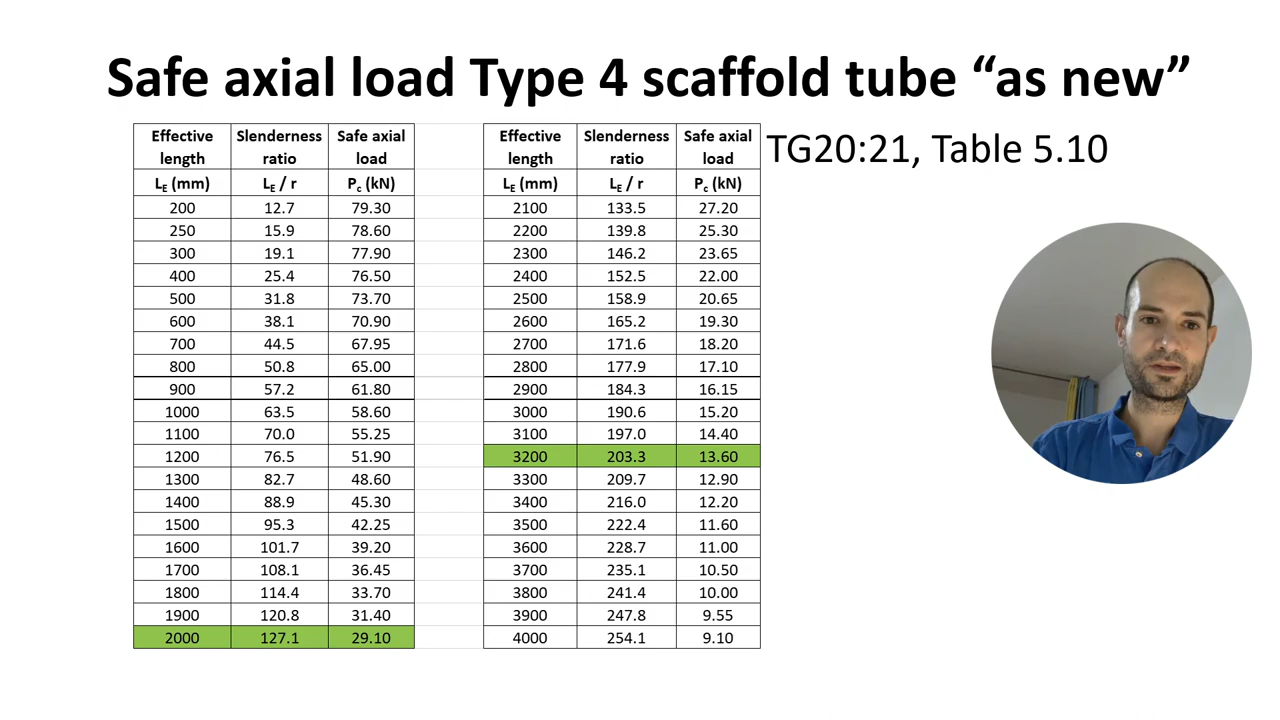 Safe axial load Type 4 scaffold tube “as new”
TG20:21, Table 5.10
Effective length Slenderness ratio Safe axial load
L_E (mm) L_E / r P_c (kN)
200 12.7 79.30
250 15.9 78.60
300 19.1 77.90
400 25.4 76.50
500 31.8 73.70
600 38.1 70.90
700 44.5 67.95
800 50.8 65.00
900 57.2 61.80
1000 63.5 58.60
1100 70.0 55.25
1200 76.5 51.90
1300 82.7 48.60
1400 88.9 45.30
1500 95.3 42.25
1600 101.7 39.20
1700 108.1 36.45
1800 114.4 33.70
1900 120.8 31.40
2000 127.1 29.10
Effective length Slenderness ratio Safe axial load
L_E (mm) L_E / r P_c (kN)
2100 133.5 27.20
2200 139.8 25.30
2300 146.2 23.65
2400 152.5 22.00
2500 158.9 20.65
2600 165.2 19.30
2700 171.6 18.20
2800 177.9 17.10
2900 184.3 16.15
3000 190.6 15.20
3100 197.0 14.40
3200 203.3 13.60
3300 209.7 12.90
3400 216.0 12.20
3500 222.4 11.60
3600 228.7 11.00
3700 235.1 10.50
3800 241.4 10.00
3900 247.8 9.55
4000 254.1 9.10